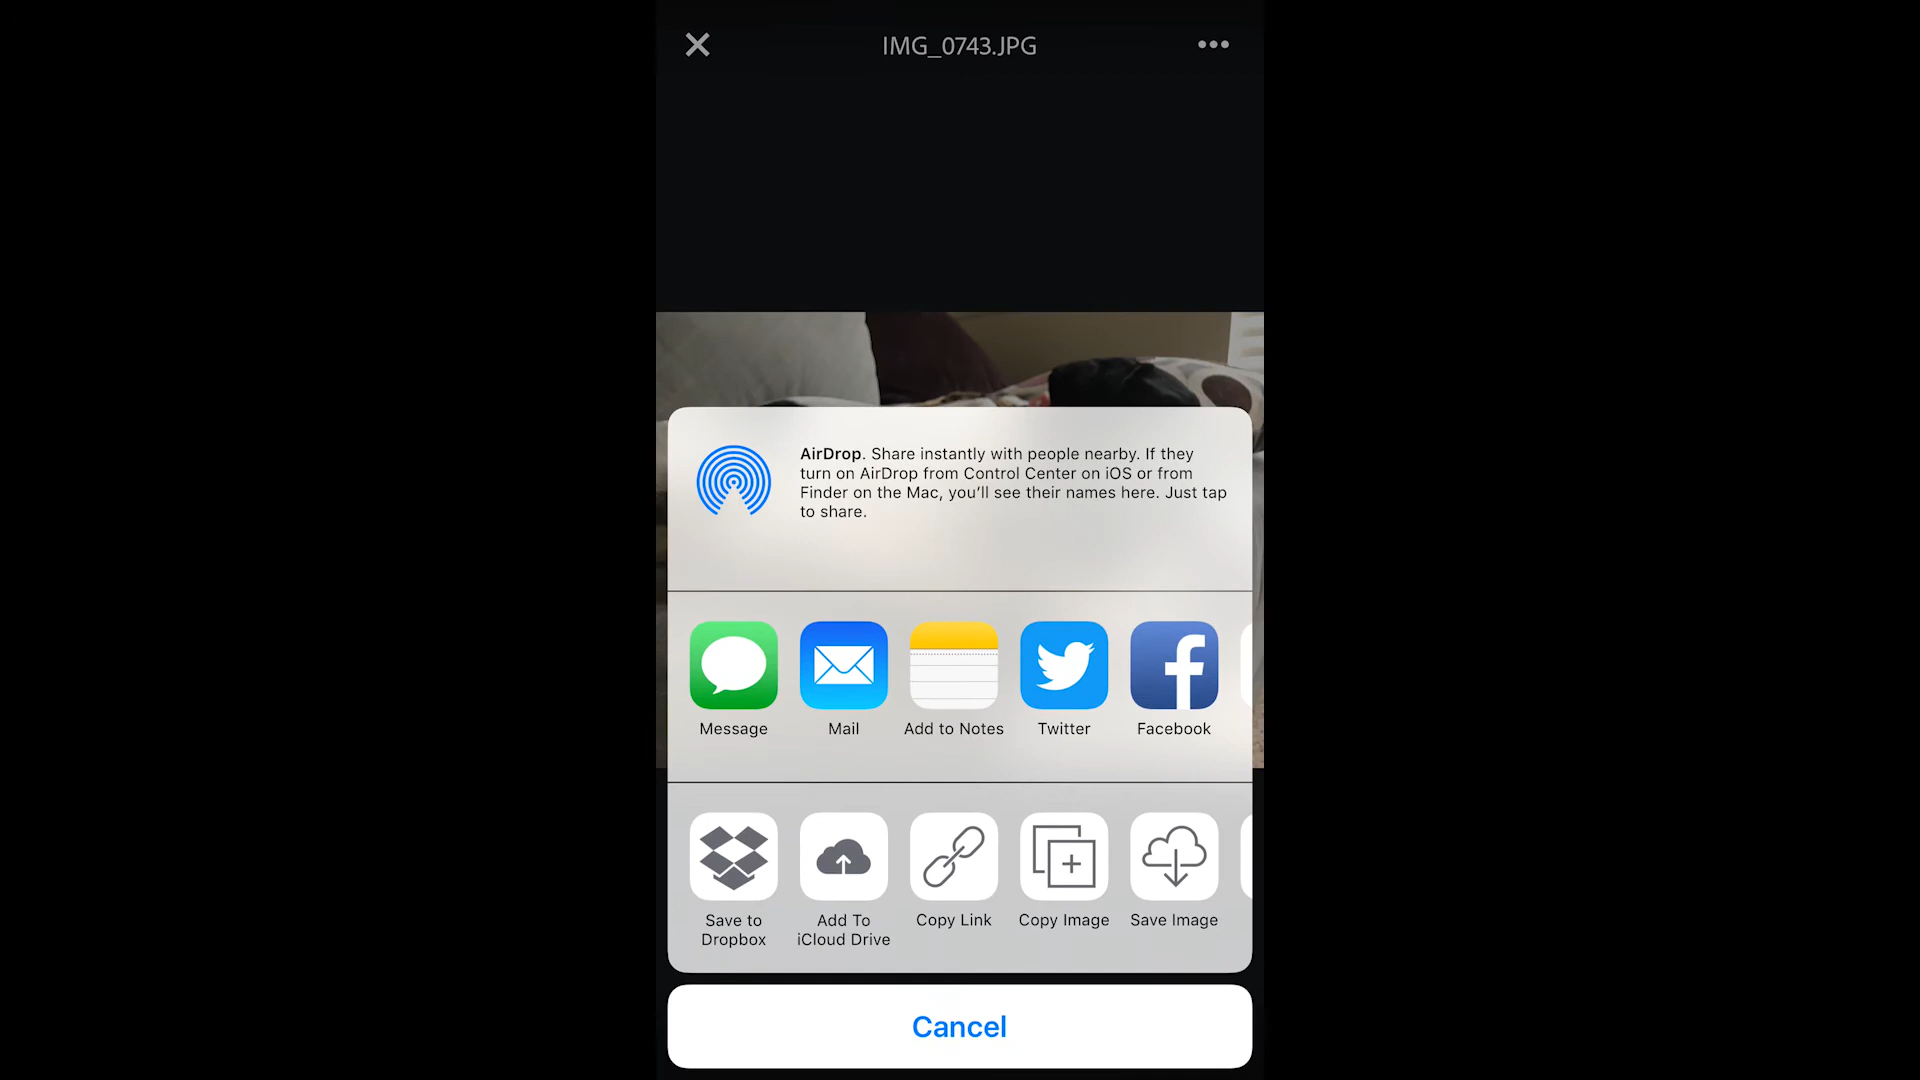 IMG_0743.JPG
AirDrop. Share instantly with people nearby. If they
turn on AirDrop from Control Center on iOS or from
Finder on the Mac, you’ll see their names here. Just tap
to share.
Message
Mail
Add to Notes
Twitter
Facebook
Save to
Dropbox
Add To
iCloud Drive
Copy Link
Copy Image
Save Image
Cancel